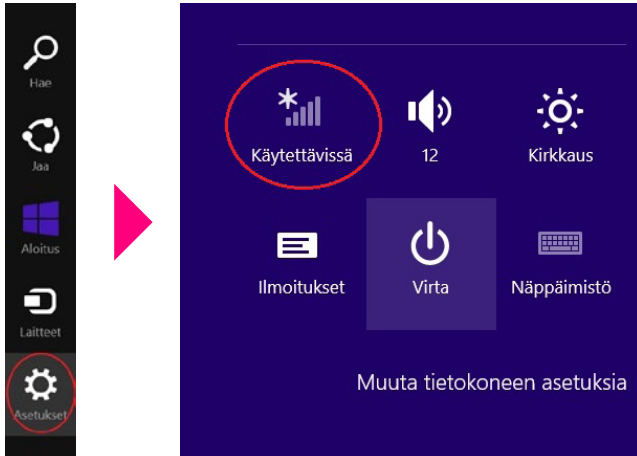 Hae
Jaa
Aloitus
Laitteet
Asetukset
Käytettävissä
12
Kirkkaus
Ilmoitukset
Virta
Näppäimistö
Muuta tietokoneen asetuksia